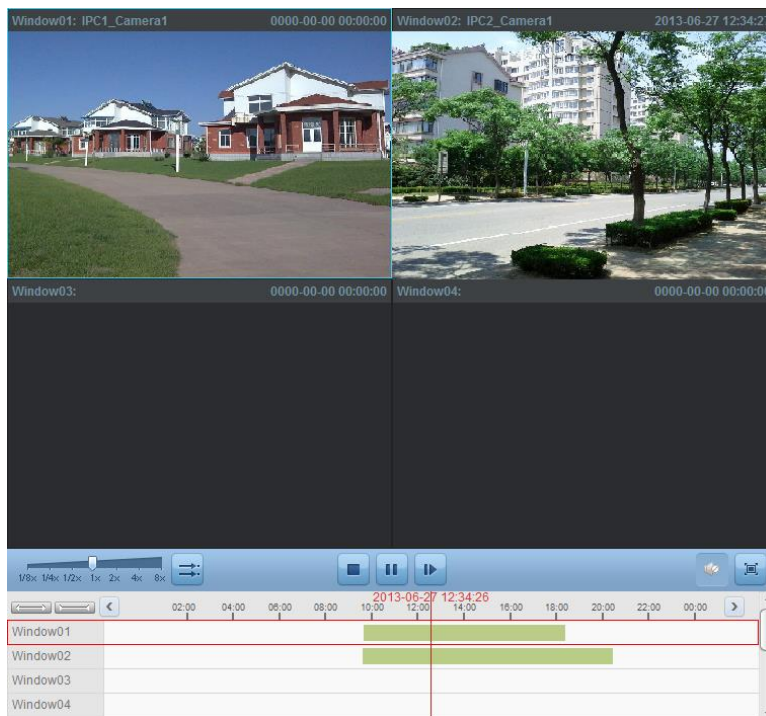 Window01: IPC1_Camera1 0000-00-00 00:00:00 Window02: IPC2_Camera1 2013-06-27 12:34:27
Window03: 0000-00-00 00:00:00 Window04: 0000-00-00 00:00:00
1/8x 1/4x 1/2x 1x 2x 4x 8x
2013-06-27 12:34:26
02:00 04:00 06:00 08:00 10:00 12:00 14:00 16:00 18:00 20:00 22:00 00:00
Window01
Window02
Window03
Window04